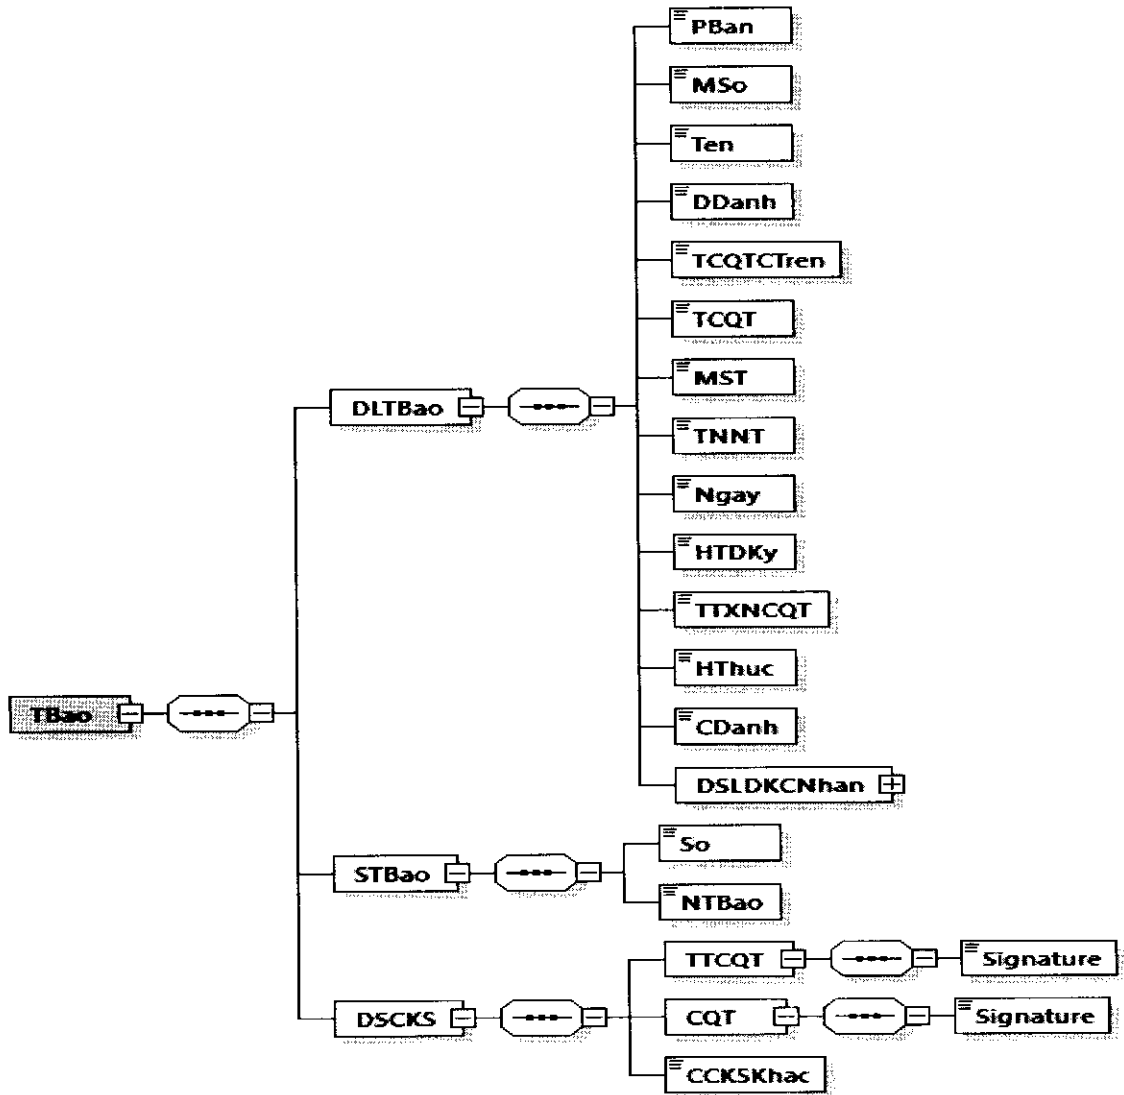 PBan
MSo
Ten
DDanh
TCQTCTren
TCQT
MST
DLTBao
TNNT
Ngay
HTDKy
TTXNCQT
HThuc
TBao
CDanh
DSLDKCNhan
So
STBao
NTBao
TTCQT
Signature
DSCKS
CQT
Signature
CCKSKhac